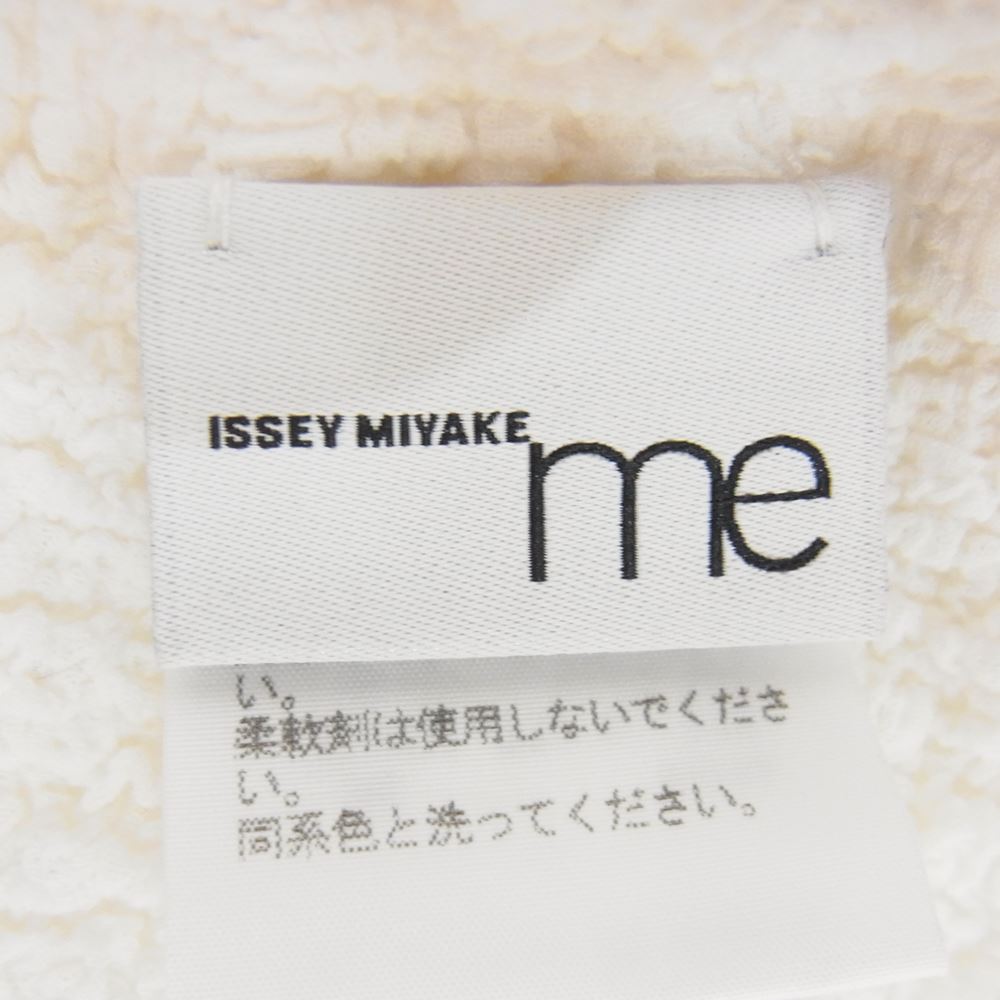 ISSEY MIYAKE
me
い。
柔軟剤は使用しないでくださ
い。
同系色と洗ってください。